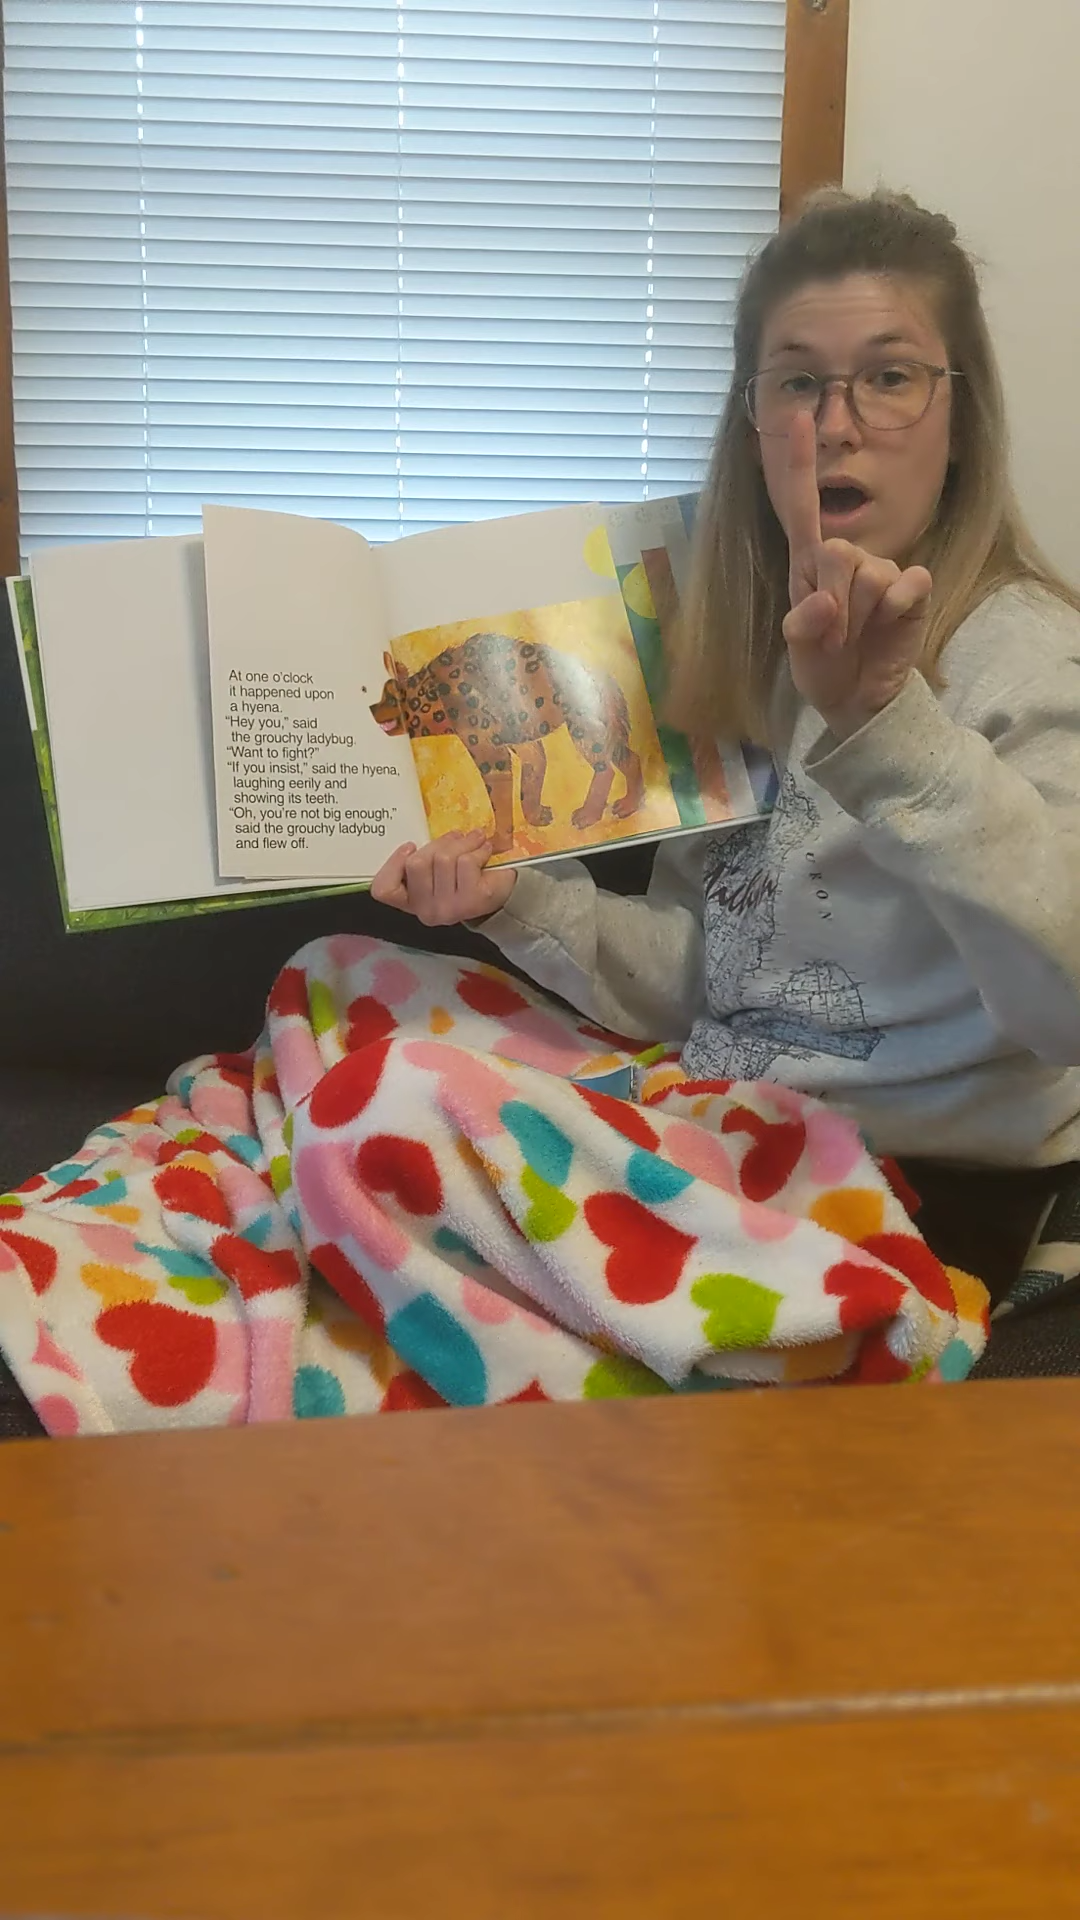 At one o'clock
it happened upon
a hyena.
"Hey you," said
the grouchy ladybug.
"Want to fight?"
"If you insist," said the hyena,
laughing eerily and
showing its teeth.
"Oh, you're not big enough,"
said the grouchy ladybug
and flew off.